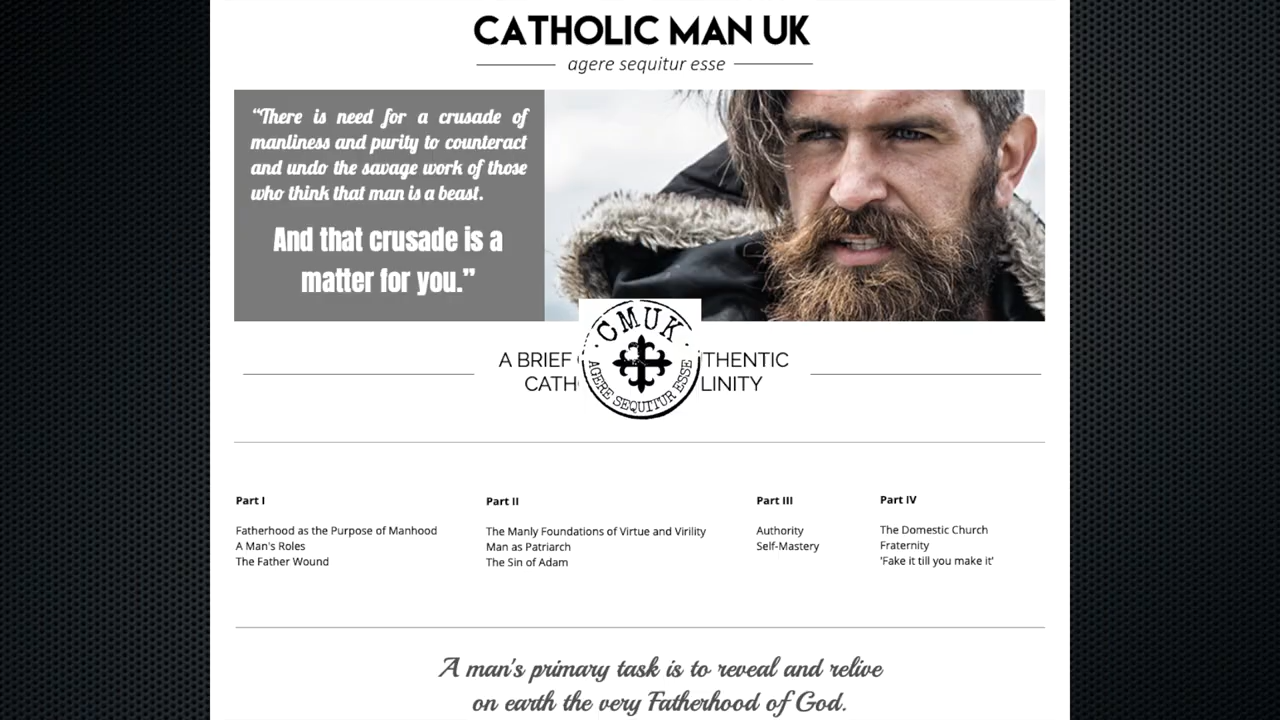 CATHOLIC MAN UK
agere sequitur esse
“There is need for a crusade of
manliness and purity to counteract
and undo the savage work of those
who think that man is a beast.
And that crusade is a
matter for you.”
CMUK
AGERE SEQUITUR ESSE
A BRIEF
Part I
Fatherhood as the Purpose of Manhood
A Man's Roles
The Father Wound
Part II
The Manly Foundations of Virtue and Virility
Man as Patriarch
The Sin of Adam
Part III
Authority
Self-Mastery
Part IV
The Domestic Church
Fraternity
'Fake it till you make it'
A man's primary task is to reveal and relive
on earth the very Fatherhood of God.